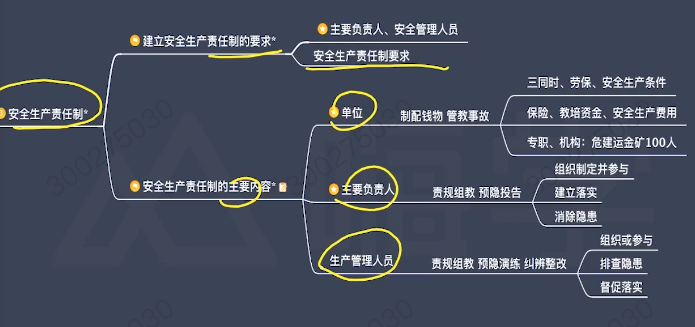 安全生产责任制*
建立安全生产责任制的要求*
主要负责人、安全管理人员
安全生产责任制要求
安全生产责任制的主要内容*
单位
制配钱物 管教事故
三同时、劳保、安全生产条件
保险、教培资金、安全生产费用
专职、机构：危建运金矿100人
主要负责人
责规组教 预隐投告
组织制定并参与
建立落实
消除隐患
生产管理人员
责规组教 预隐演练 纠辨整改
组织或参与
排查隐患
督促落实